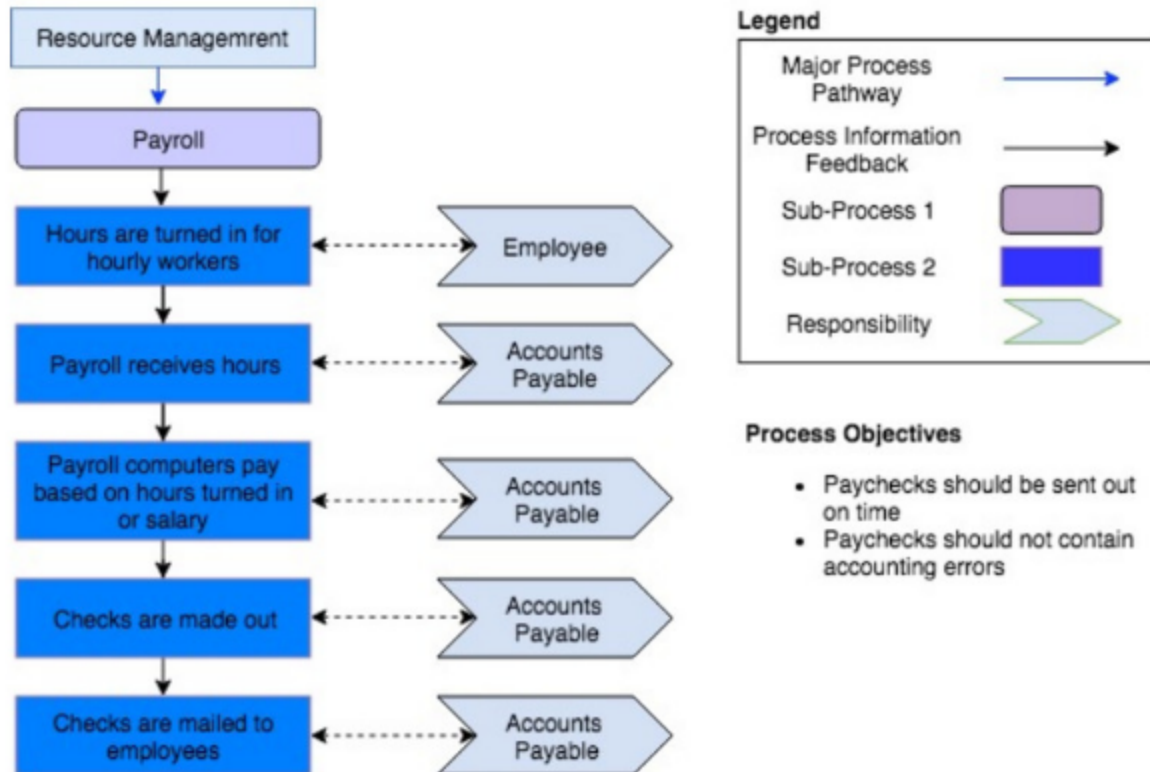 Resource Managemrent
Payroll
Hours are turned in for
hourly workers
Employee
Payroll receives hours
Accounts
Payable
Payroll computers pay
based on hours turned in
or salary
Accounts
Payable
Checks are made out
Accounts
Payable
Checks are mailed to
employees
Accounts
Payable
Legend
Major Process
Pathway
Process Information
Feedback
Sub-Process 1
Sub-Process 2
Responsibility
Process Objectives
• Paychecks should be sent out
on time
• Paychecks should not contain
accounting errors